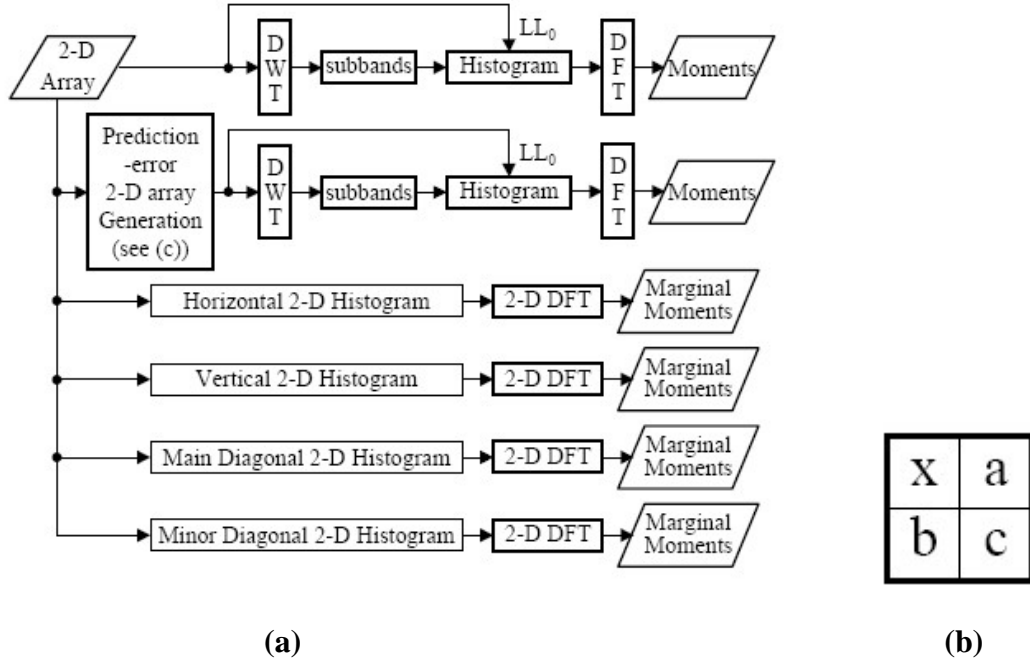 2-D
Array
D
W
T
subbands
LL₀
Histogram
D
F
T
Moments
Prediction
-error
2-D array
Generation
(see (c))
D
W
T
subbands
LL₀
Histogram
D
F
T
Moments
Horizontal 2-D Histogram
2-D DFT
Marginal
Moments
Vertical 2-D Histogram
2-D DFT
Marginal
Moments
Main Diagonal 2-D Histogram
2-D DFT
Marginal
Moments
Minor Diagonal 2-D Histogram
2-D DFT
Marginal
Moments
x a
b c
(a)
(b)